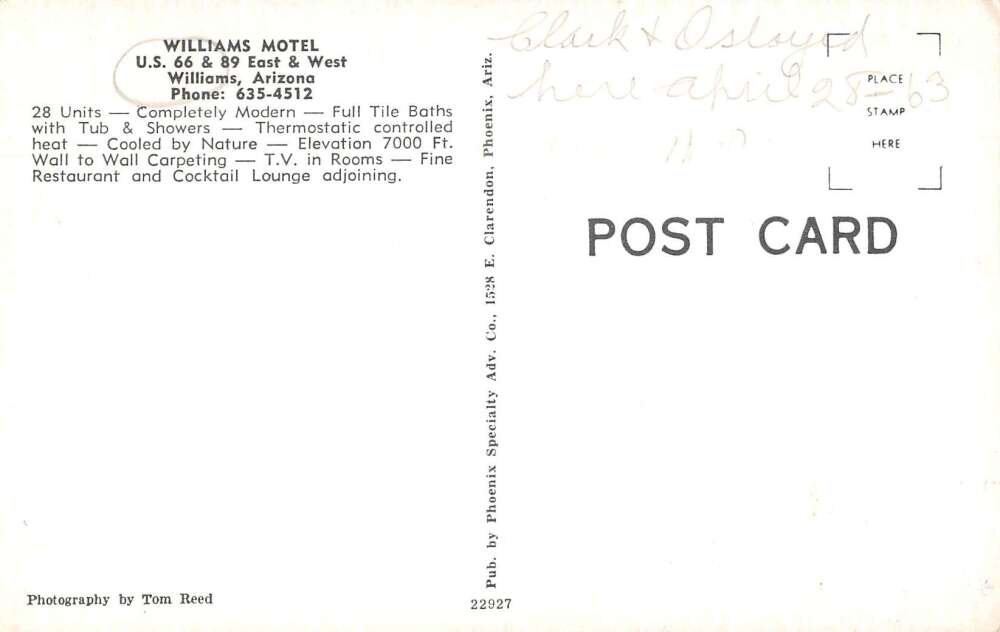 WILLIAMS MOTEL
U.S. 66 & 89 East & West
Williams, Arizona
Phone: 635-4512
28 Units — Completely Modern — Full Tile Baths
with Tub & Showers — Thermostatic controlled
heat — Cooled by Nature — Elevation 7000 Ft.
Wall to Wall Carpeting — T.V. in Rooms — Fine
Restaurant and Cocktail Lounge adjoining.
Photography by Tom Reed
Pub. by Phoenix Specialty Adv. Co., 1528 E. Clarendon, Phoenix, Ariz.
22927
Clark & I stayed
here april 28-63
PLACE
STAMP
HERE
POST CARD